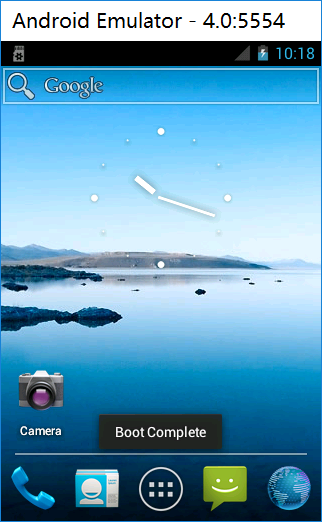 Android Emulator - 4.0:5554
10:18
Google
Camera
Boot Complete